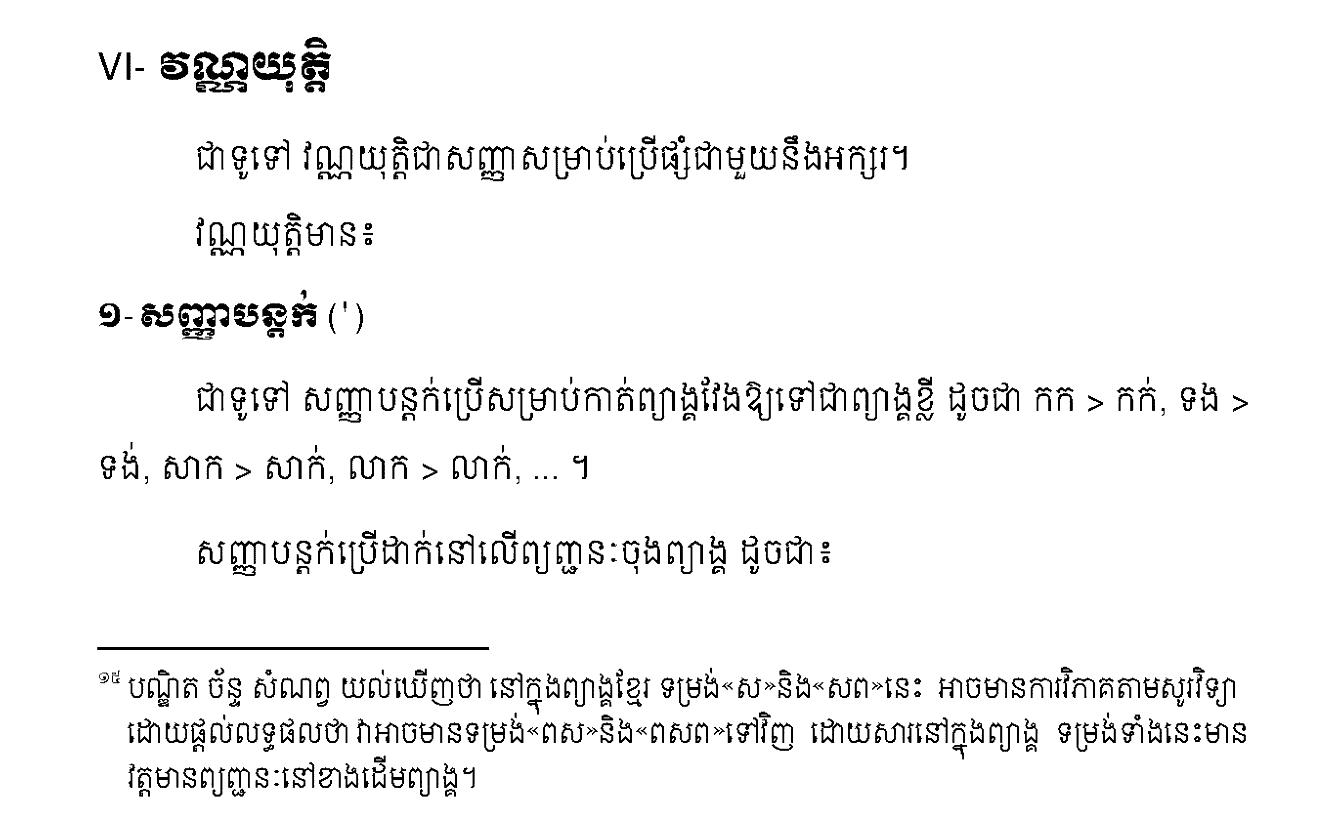 VI- វណ្ណយុត្តិ
ជាទូទៅ វណ្ណយុត្តិជាសញ្ញាសម្រាប់ប្រើផ្សំជាមួយនឹងអក្សរ។
វណ្ណយុត្តិមាន៖
១- សញ្ញាបន្តក់ (់)
ជាទូទៅ សញ្ញាបន្តក់ប្រើសម្រាប់កាត់ព្យាង្គវែងឱ្យទៅជាព្យាង្គខ្លី ដូចជា កក > កក់, ទង >
ទង់, សាក > សាក់, លាក > លាក់, ... ។
សញ្ញាបន្តក់ប្រើដាក់នៅលើព្យញ្ជនៈចុងព្យាង្គ ដូចជា៖
១៥ បណ្ឌិត ច័ន្ទ សំណព្វ យល់ឃើញថា នៅក្នុងព្យាង្គខ្មែរ ទម្រង់«ស»និង«សព»នេះ អាចមានការវិភាគតាមសូរវិទ្យា
ដោយផ្តល់លទ្ធផលថា វាអាចមានទម្រង់«ពស»និង«ពសព»ទៅវិញ ដោយសារនៅក្នុងព្យាង្គ ទម្រង់ទាំងនេះមាន
វត្តមានព្យញ្ជនៈនៅខាងដើមព្យាង្គ។